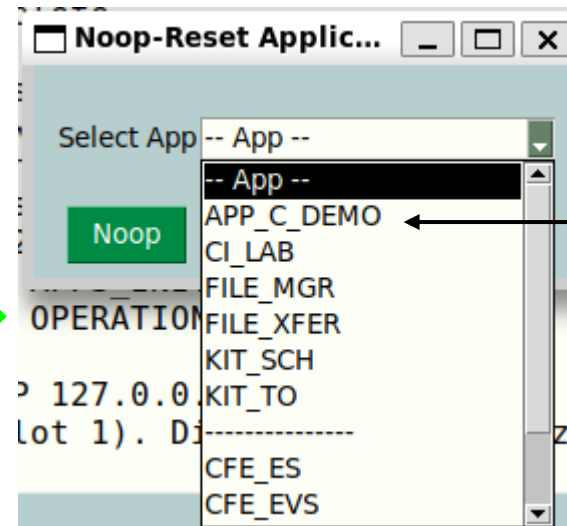 Noop-Reset Applic...
Select App -- App --
-- App --
Noop
APP_C_DEMO
CI_LAB
FILE_MGR
OPERATION
FILE_XFER
KIT_SCH
P 127.0.0.
KIT_TO
lot 1). Di
---------------
z
CFE_ES
CFE_EVS